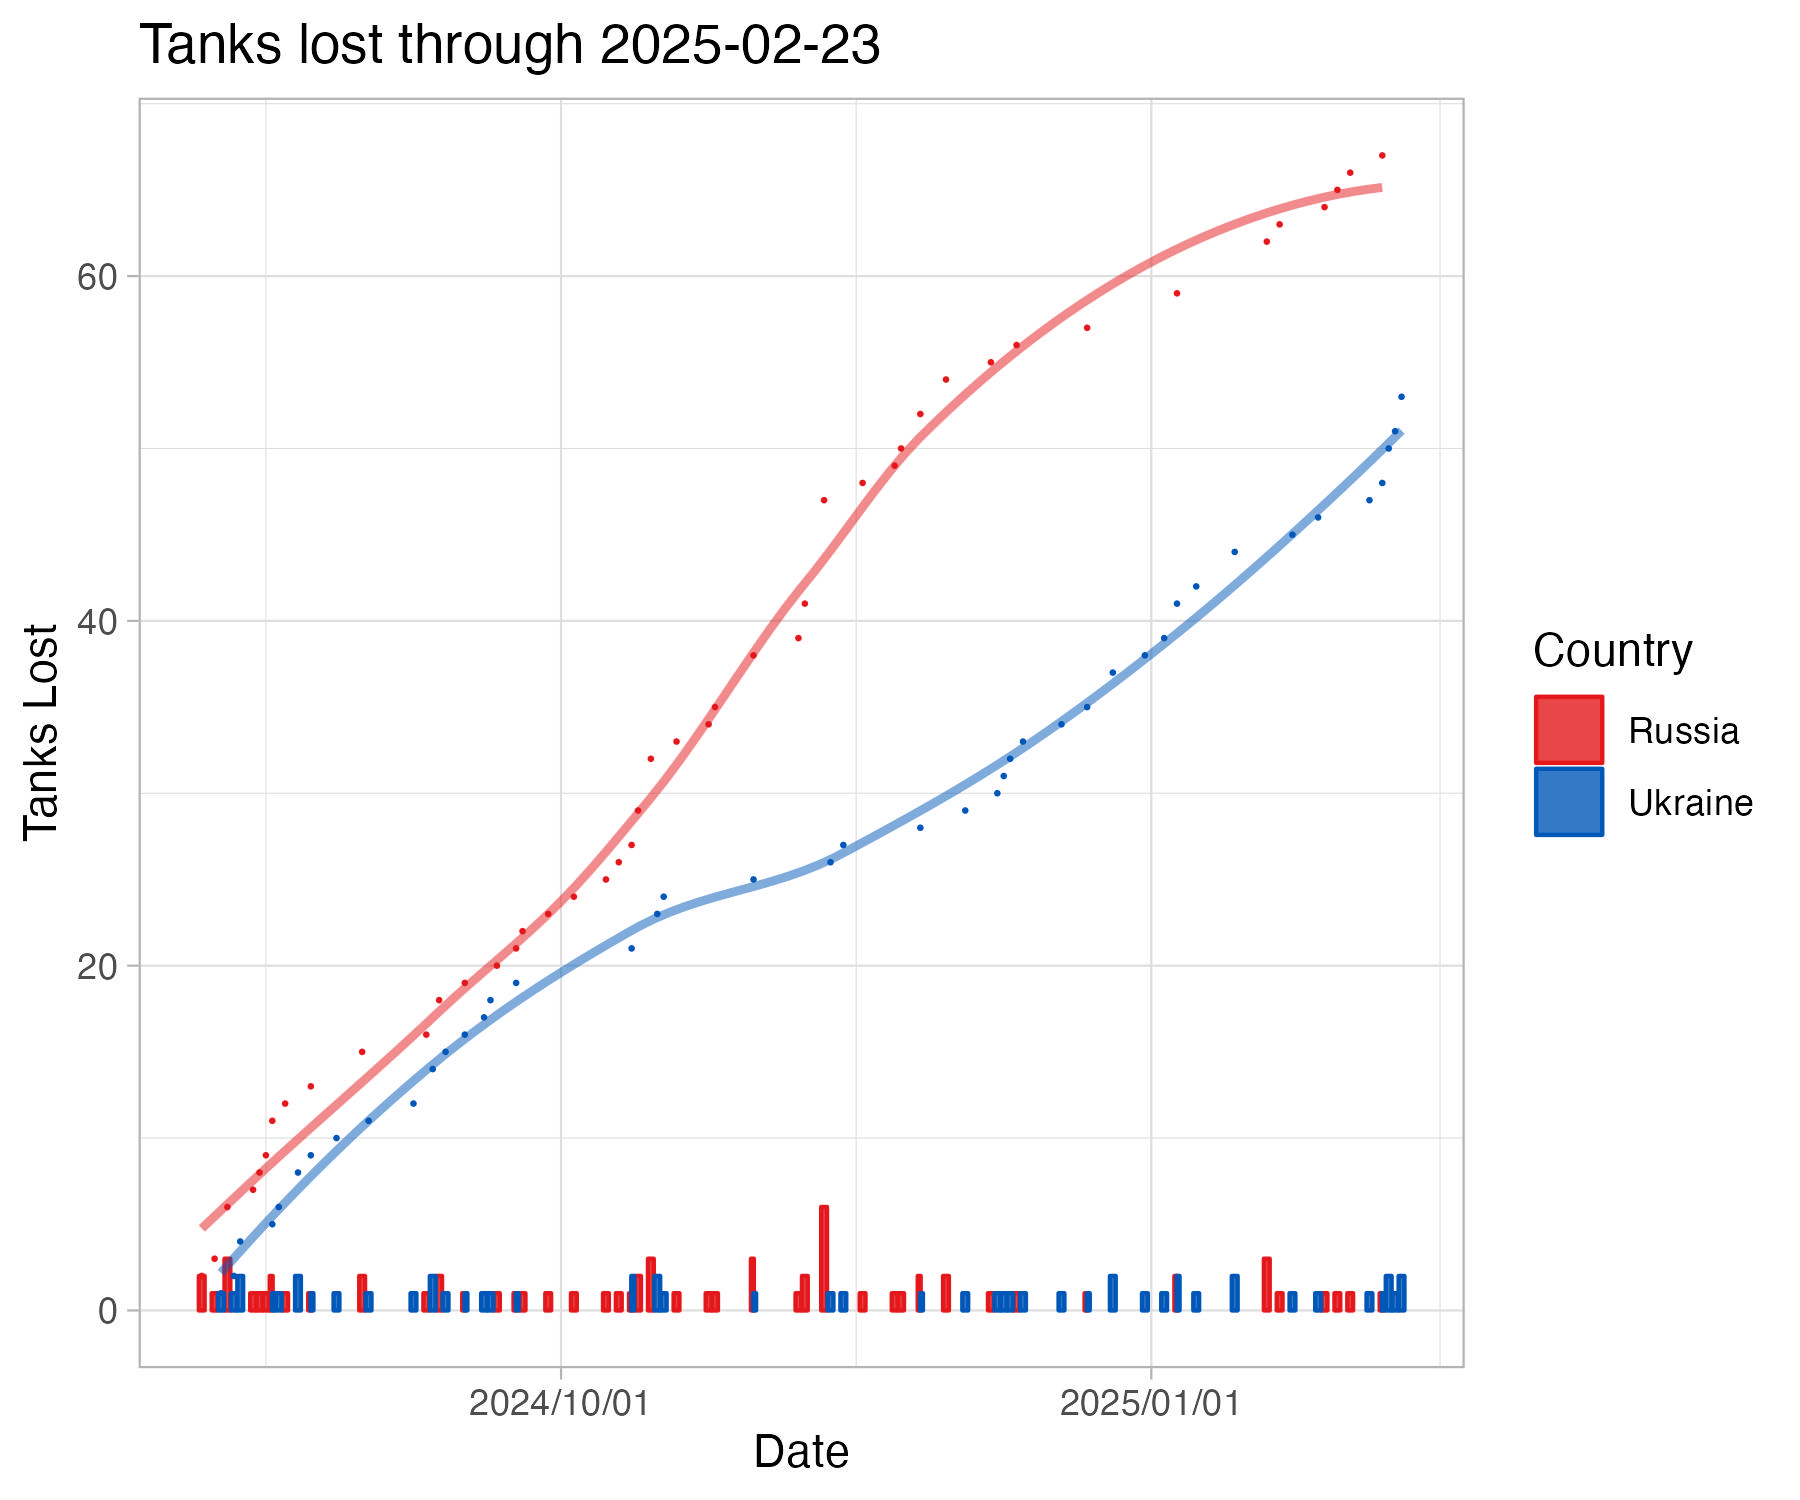 Tanks lost through 2025-02-23
Tanks Lost
60
40
20
0
2024/10/01
2025/01/01
Date
Country
Russia
Ukraine